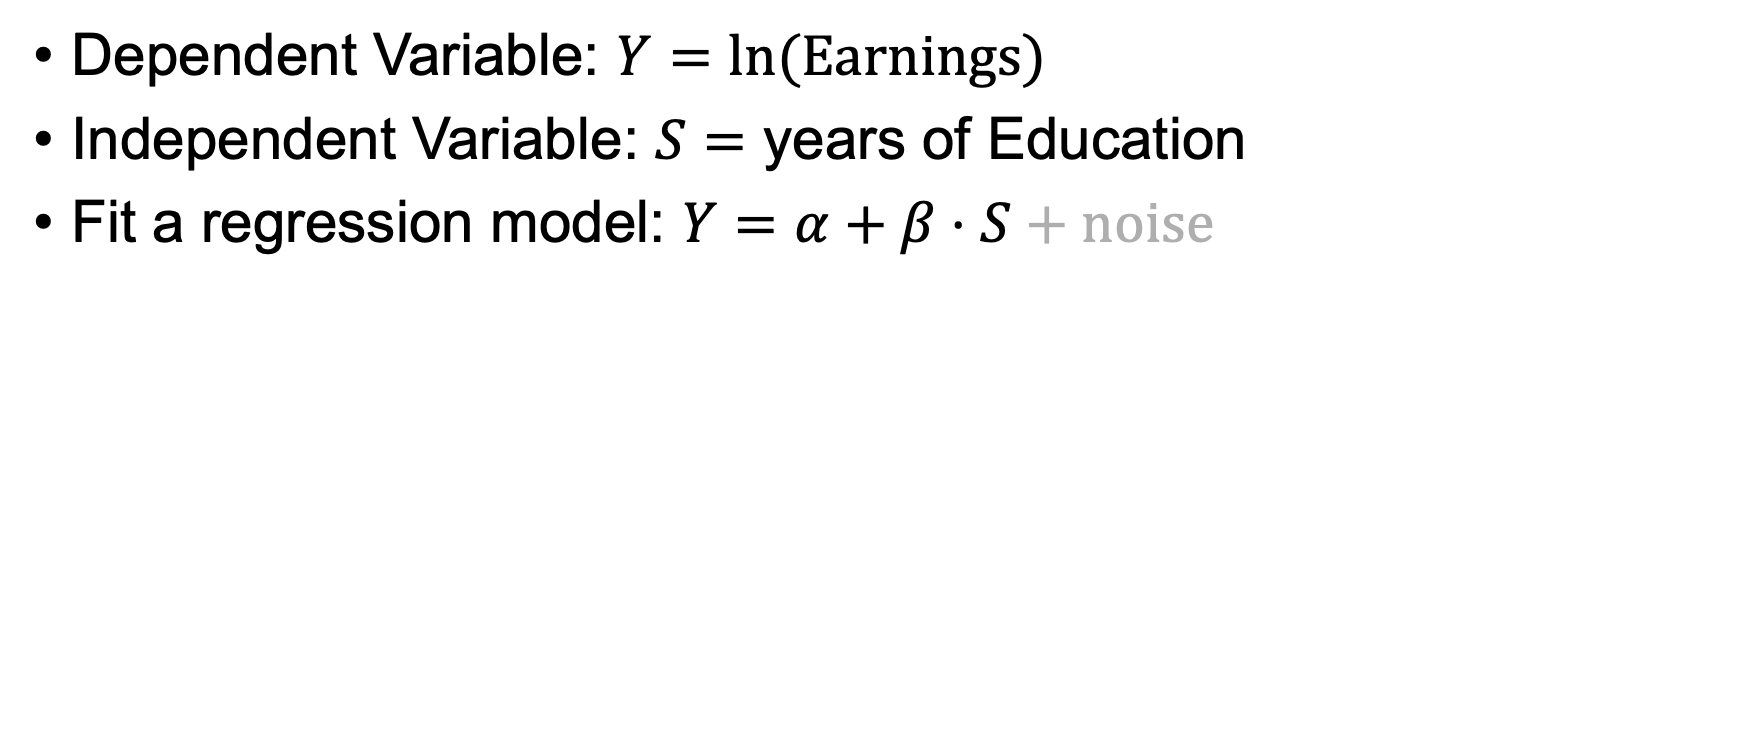 • Dependent Variable: 𝑌 = ln(Earnings)
• Independent Variable: 𝑆 = years of Education
• Fit a regression model: 𝑌 = 𝛼 + 𝛽 ⋅ 𝑆 + noise